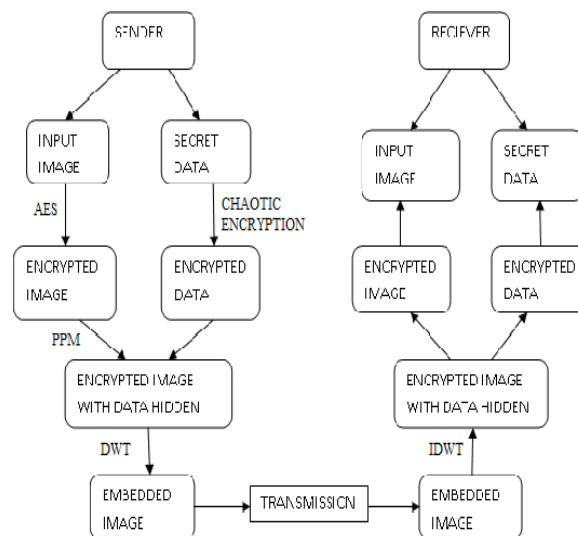 SENDER
RECIEVER
INPUT
IMAGE
SECRET
DATA
INPUT
IMAGE
SECRET
DATA
AES
CHAOTIC
ENCRYPTION
ENCRYPTED
IMAGE
ENCRYPTED
DATA
ENCRYPTED
IMAGE
ENCRYPTED
DATA
PPM
ENCRYPTED IMAGE
WITH DATA HIDDEN
ENCRYPTED IMAGE
WITH DATA HIDDEN
DWT
IDWT
EMBEDDED
IMAGE
TRANSMISSION
EMBEDDED
IMAGE